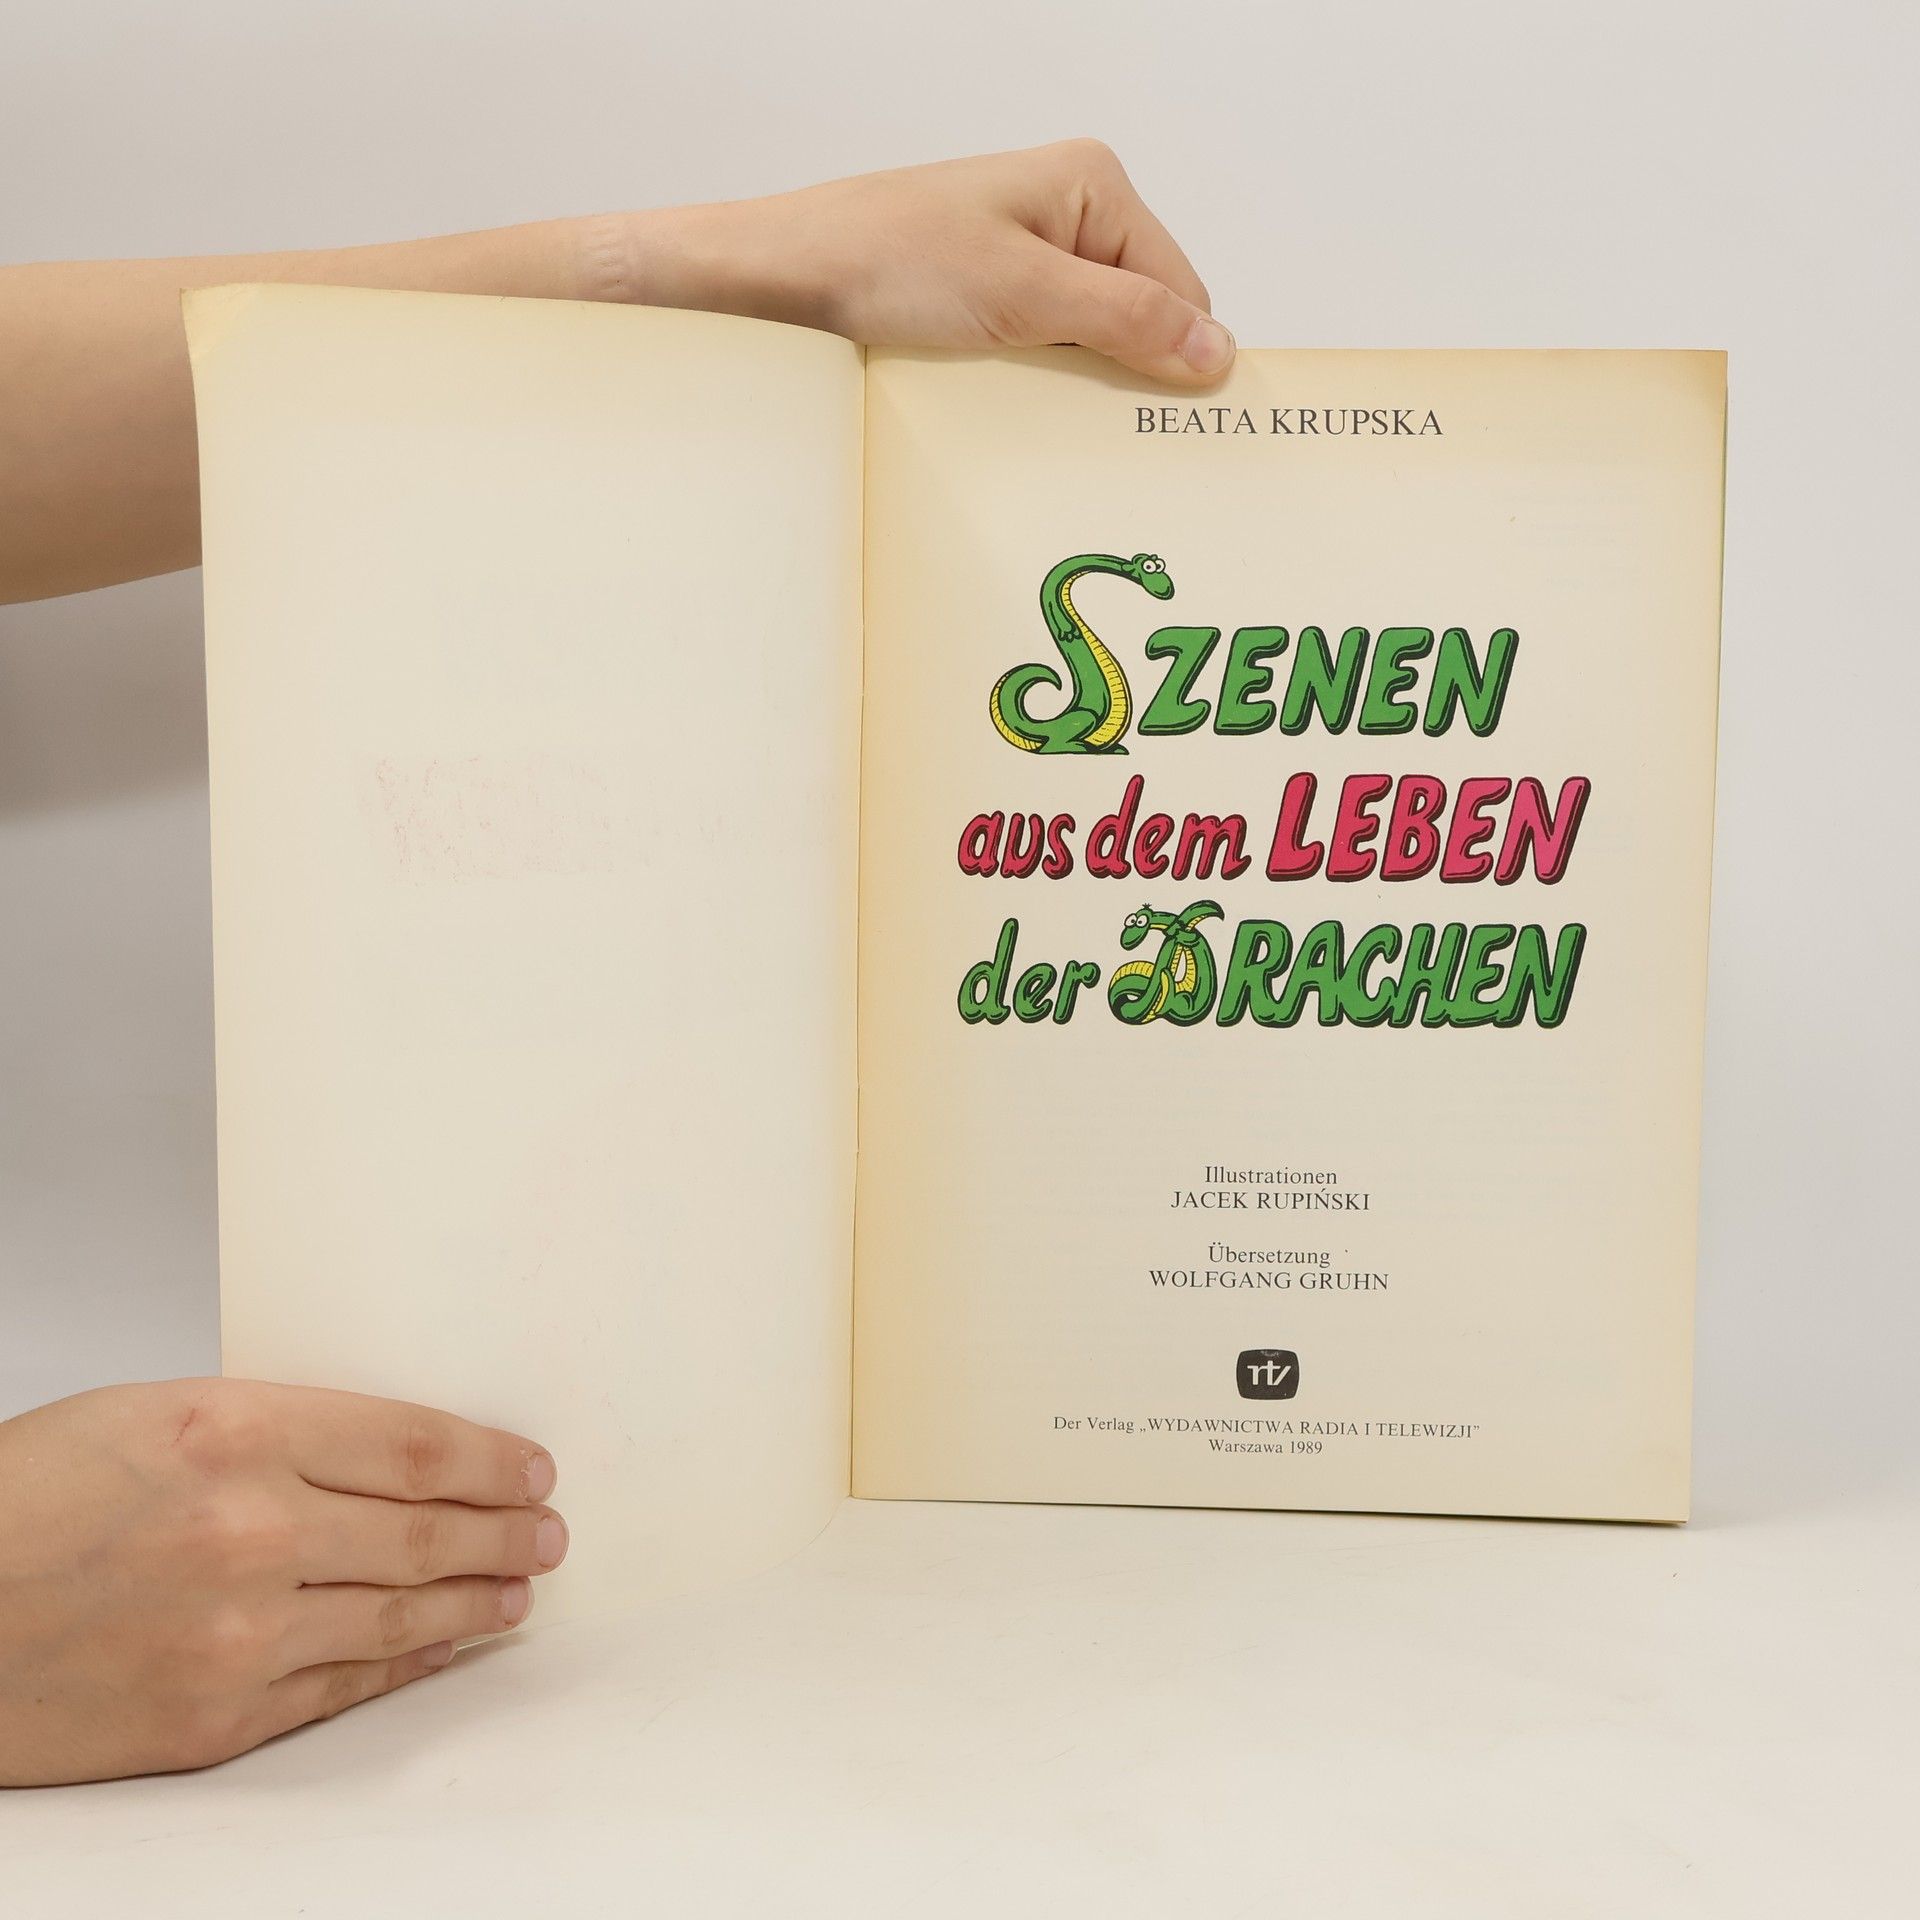 BEATA KRUPSKA
SZENEN
aus dem LEBEN
der DRACHEN
Illustrationen
JACEK RUPIŃSKI
Übersetzung
WOLFGANG GRUHN
rtv
Der Verlag „WYDAWNICTWA RADIA I TELEWIZJI”
Warszawa 1989